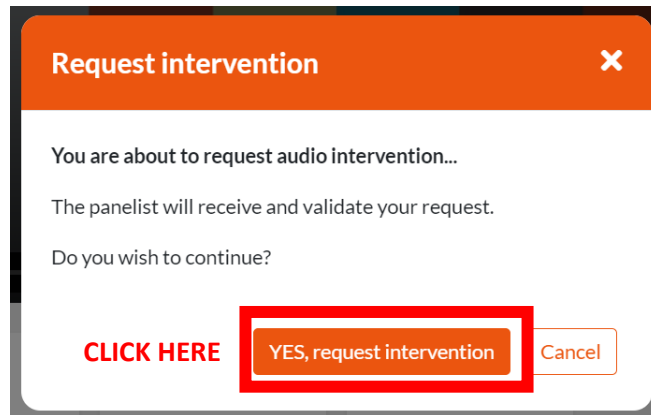 Request intervention
You are about to request audio intervention...
The panelist will receive and validate your request.
Do you wish to continue?
CLICK HERE YES, request intervention Cancel